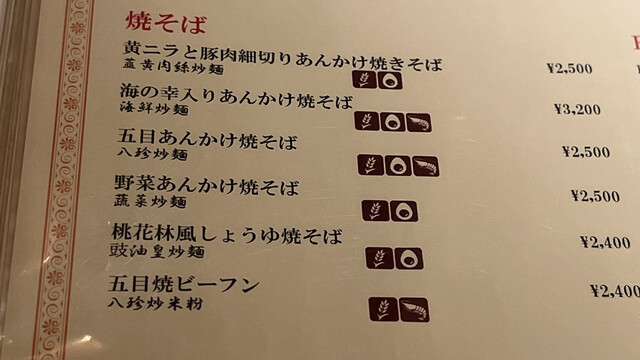 焼そば
黄ニラと豚肉細切りあんかけ焼きそば
韮黄肉絲炒麺
¥2,500
海の幸入りあんかけ焼そば
海鮮炒麺
¥3,200
五目あんかけ焼そば
八珍炒麺
¥2,500
野菜あんかけ焼そば
蔬菜炒麺
¥2,500
桃花林風しょうゆ焼そば
豉油皇炒麺
¥2,400
五目焼ビーフン
八珍炒米粉
¥2,400